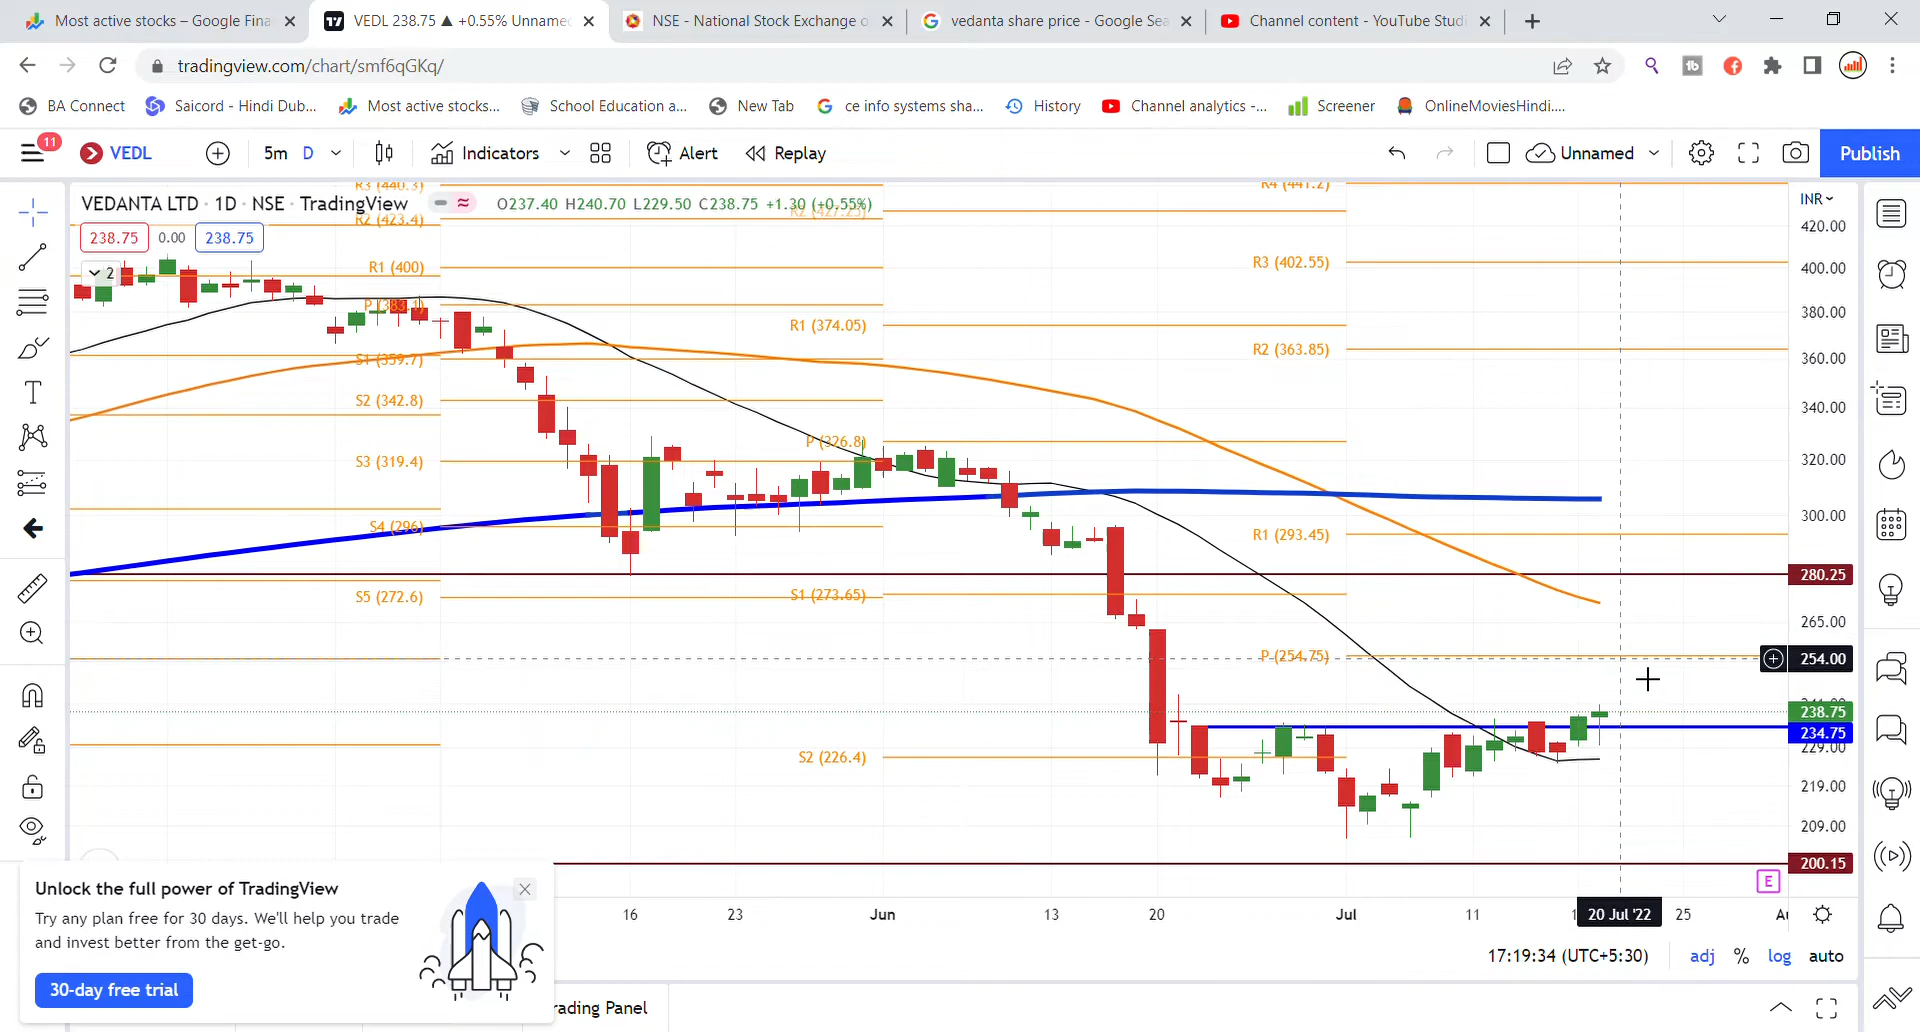 Most active stocks – Google Fina
VEDL 238.75 ▲ +0.55% Unname
NSE - National Stock Exchange o
vedanta share price - Google Sea
Channel content - YouTube Studi
tradingview.com/chart/smf6qGKq/
BA Connect
Saicord - Hindi Dub...
Most active stocks...
School Education a...
New Tab
ce info systems sha...
History
Channel analytics -...
Screener
OnlineMoviesHindi....
11
VEDL
5m
D
Indicators
Alert
Replay
Unnamed
Publish
VEDANTA LTD · 1D · NSE · TradingView
O237.40 H240.70 L229.50 C238.75 +1.30 (+0.55%)
238.75
0.00
238.75
2
R3 (440.3)
R2 (423.4)
R1 (400)
P (383.1)
S1 (359.7)
S2 (342.8)
S3 (319.4)
S4 (296)
S5 (272.6)
R2 (427.25)
R1 (374.05)
P (326.8)
S1 (273.65)
S2 (226.4)
R4 (441.2)
R3 (402.55)
R2 (363.85)
R1 (293.45)
P (254.75)
INR
420.00
400.00
380.00
360.00
340.00
320.00
300.00
280.25
265.00
254.00
238.75
234.75
229.00
219.00
209.00
200.15
E
16
23
Jun
13
20
Jul
11
20 Jul '22
25
17:19:34 (UTC+5:30)
adj
%
log
auto
Unlock the full power of TradingView
Try any plan free for 30 days. We'll help you trade
and invest better from the get-go.
30-day free trial
rading Panel